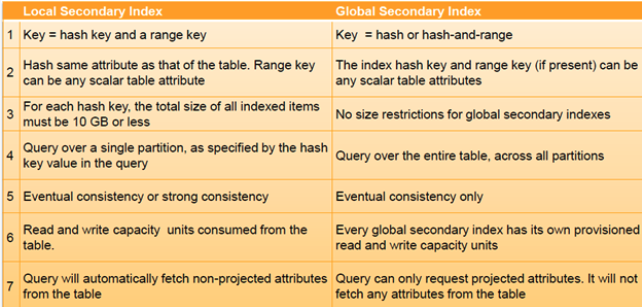 Local Secondary Index
Global Secondary Index
1
Key = hash key and a range key
Key = hash or hash-and-range
2
Hash same attribute as that of the table. Range key
can be any scalar table attribute
The index hash key and range key (if present) can be
any scalar table attributes
3
For each hash key, the total size of all indexed items
must be 10 GB or less
No size restrictions for global secondary indexes
4
Query over a single partition, as specified by the hash
key value in the query
Query over the entire table, across all partitions
5
Eventual consistency or strong consistency
Eventual consistency only
6
Read and write capacity units consumed from the
table.
Every global secondary index has its own provisioned
read and write capacity units
7
Query will automatically fetch non-projected attributes
from the table
Query can only request projected attributes. It will not
fetch any attributes from the table